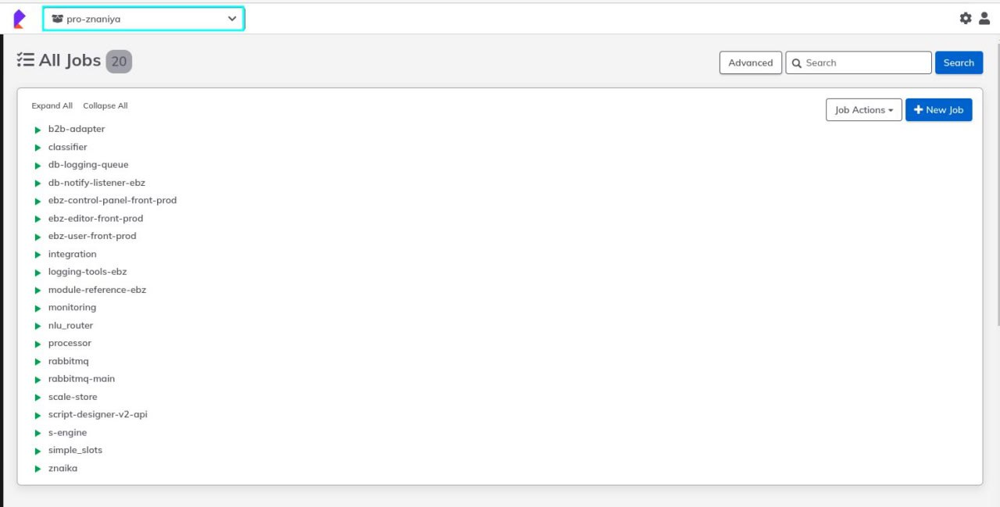 pro-znaniya
All Jobs 20
Advanced Search Search
Expand All Collapse All
Job Actions New Job
b2b-adapter
classifier
db-logging-queue
db-notify-listener-ebz
ebz-control-panel-front-prod
ebz-editor-front-prod
ebz-user-front-prod
integration
logging-tools-ebz
module-reference-ebz
monitoring
nlu_router
processor
rabbitmq
rabbitmq-main
scale-store
script-designer-v2-api
s-engine
simple_slots
znaika